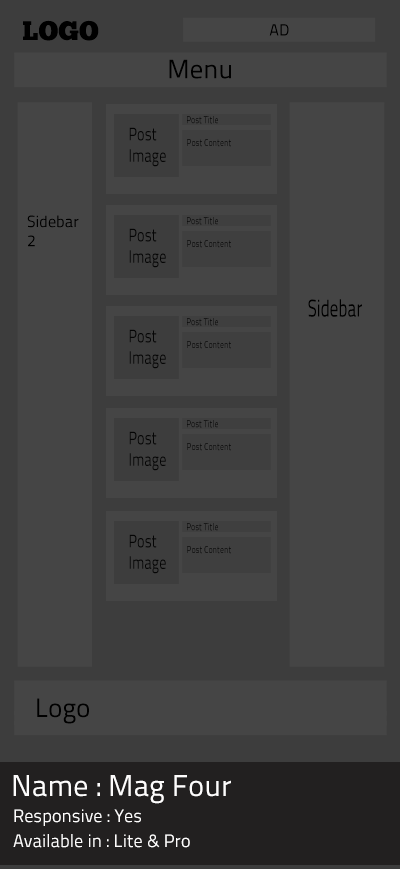 LOGO
AD
Menu
Sidebar
2
Post
Image
Post Title
Post Content
Post
Image
Post Title
Post Content
Post
Image
Post Title
Post Content
Post
Image
Post Title
Post Content
Post
Image
Post Title
Post Content
Sidebar
Logo
Name : Mag Four
Responsive : Yes
Available in : Lite & Pro